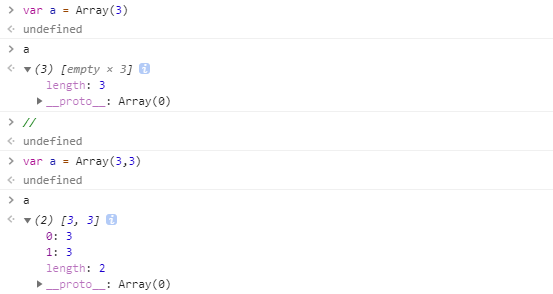 > var a = Array(3)
< undefined
> a
< ▼ (3) [empty × 3] i
length: 3
▶ __proto__: Array(0)
> //
< undefined
> var a = Array(3,3)
< undefined
> a
< ▼ (2) [3, 3] i
0: 3
1: 3
length: 2
▶ __proto__: Array(0)